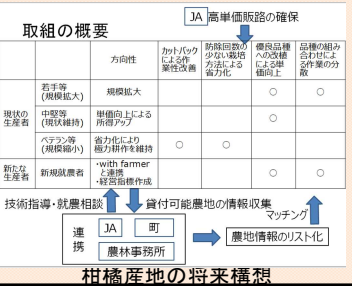 JA 高単価販路の確保
取組の概要
方向性
カットバック
による作業
性改善
防除回数の
少ない栽培
方法による
省力化
優良品種
への改植
による単
価向上
品種の組み
合わせによ
る作業の分
散
現状の
生産者
若手等
(規模拡大)
規模拡大
○ ○
中堅等
(現状維持)
単価向上による
所得アップ
○
ベテラン等
(規模縮小)
省力化により
極力耕作を維持
○ ○
新たな
生産者
新規就農者
・with farmer
と連携
・経営指標作成
○ ○
技術指導・就農相談
貸付可能農地の情報収集
マッチング
連携
JA
町
農林事務所
農地情報のリスト化
柑橘産地の将来構想